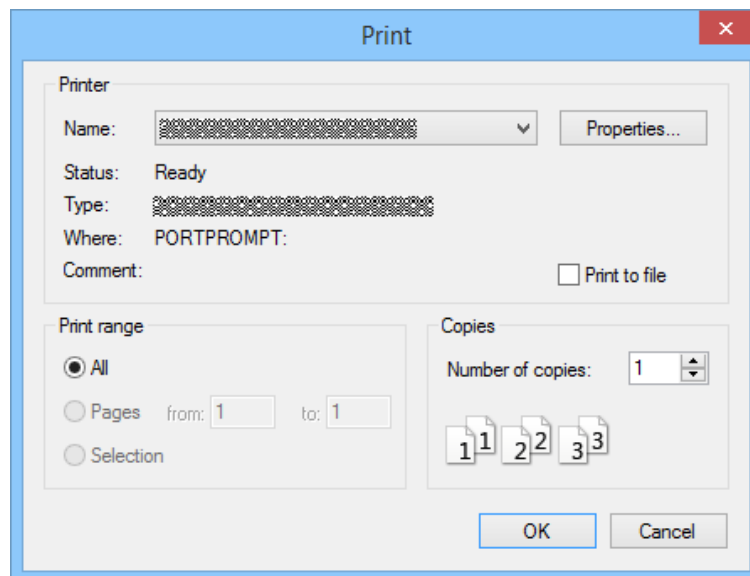 Print
Printer
Name:
Properties...
Status: Ready
Type:
Where: PORTPROMPT:
Comment:
Print to file
Print range
All
Pages from: 1 to: 1
Selection
Copies
Number of copies: 1
1 1 2 2 3 3
OK Cancel